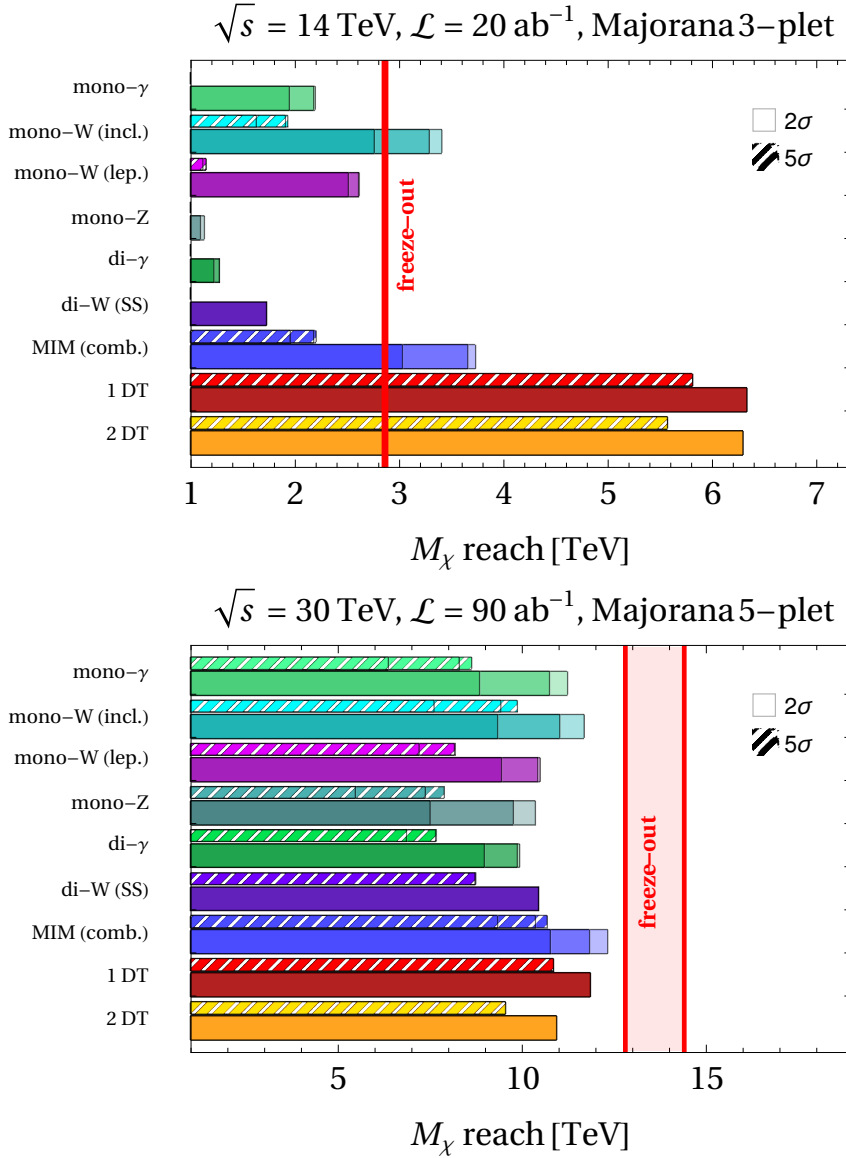 √s = 14 TeV, ℒ = 20 ab⁻¹, Majorana 3−plet
mono−γ
mono−W (incl.)
mono−W (lep.)
mono−Z
di−γ
di−W (SS)
MIM (comb.)
1 DT
2 DT
2σ
5σ
freeze−out
1 2 3 4 5 6 7
Mχ reach [TeV]
√s = 30 TeV, ℒ = 90 ab⁻¹, Majorana 5−plet
mono−γ
mono−W (incl.)
mono−W (lep.)
mono−Z
di−γ
di−W (SS)
MIM (comb.)
1 DT
2 DT
2σ
5σ
freeze−out
5 10 15
Mχ reach [TeV]